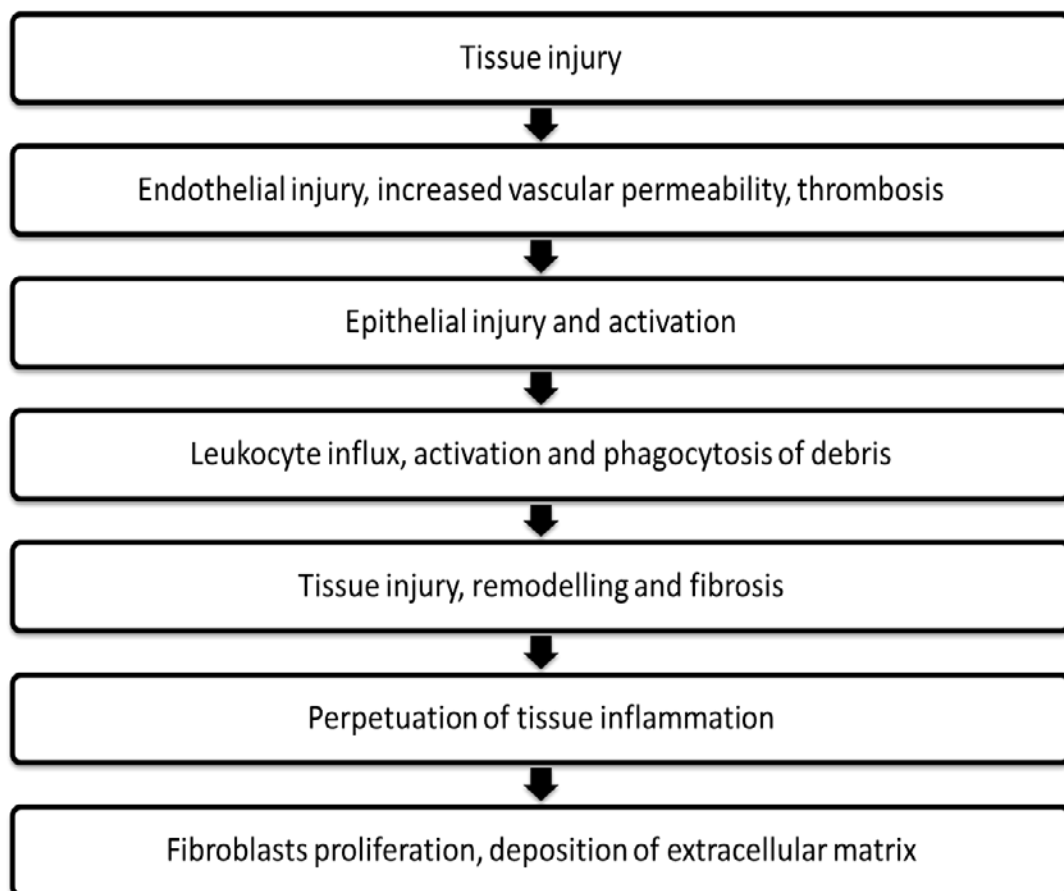 Tissue injury
Endothelial injury, increased vascular permeability, thrombosis
Epithelial injury and activation
Leukocyte influx, activation and phagocytosis of debris
Tissue injury, remodelling and fibrosis
Perpetuation of tissue inflammation
Fibroblasts proliferation, deposition of extracellular matrix